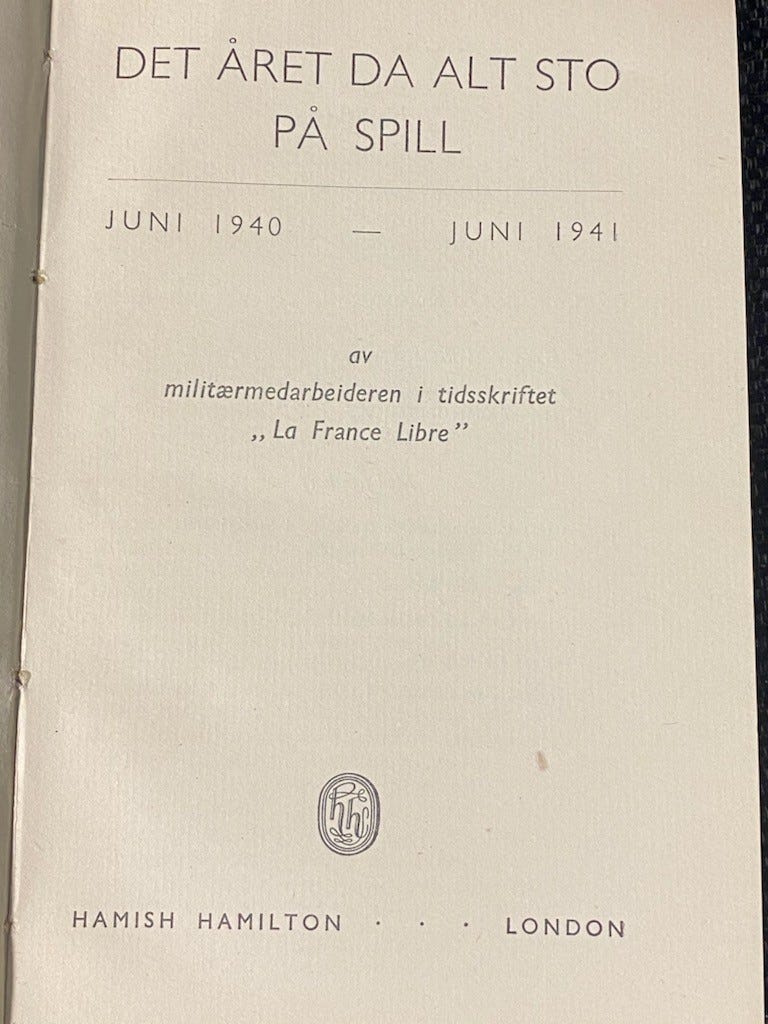 DET ÅRET DA ALT STO
PÅ SPILL
JUNI 1940 — JUNI 1941
av
militærmedarbeideren i tidsskriftet
„La France Libre”
hh
HAMISH HAMILTON . . . LONDON